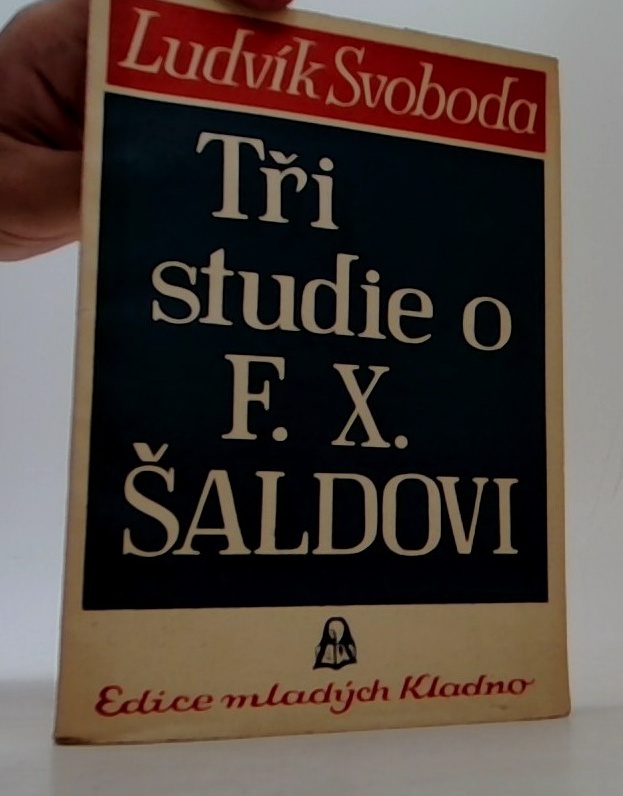 Ludvík Svoboda
Tři
studie o
F. X.
ŠALDOVI
Edice mladých Kladno